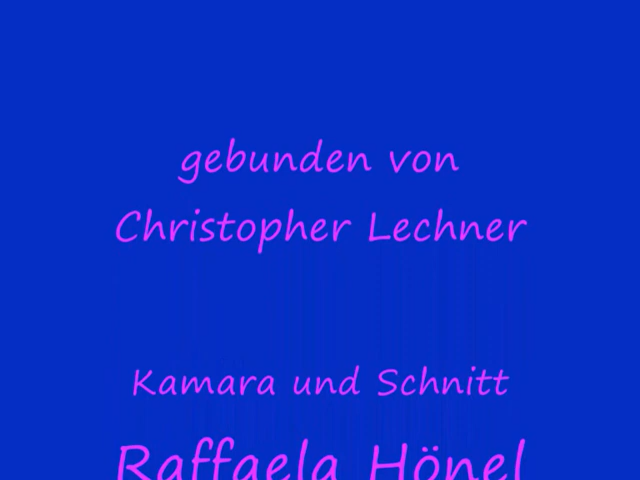 gebunden von
Christopher Lechner
Kamara und Schnitt
Raffaela Hönel